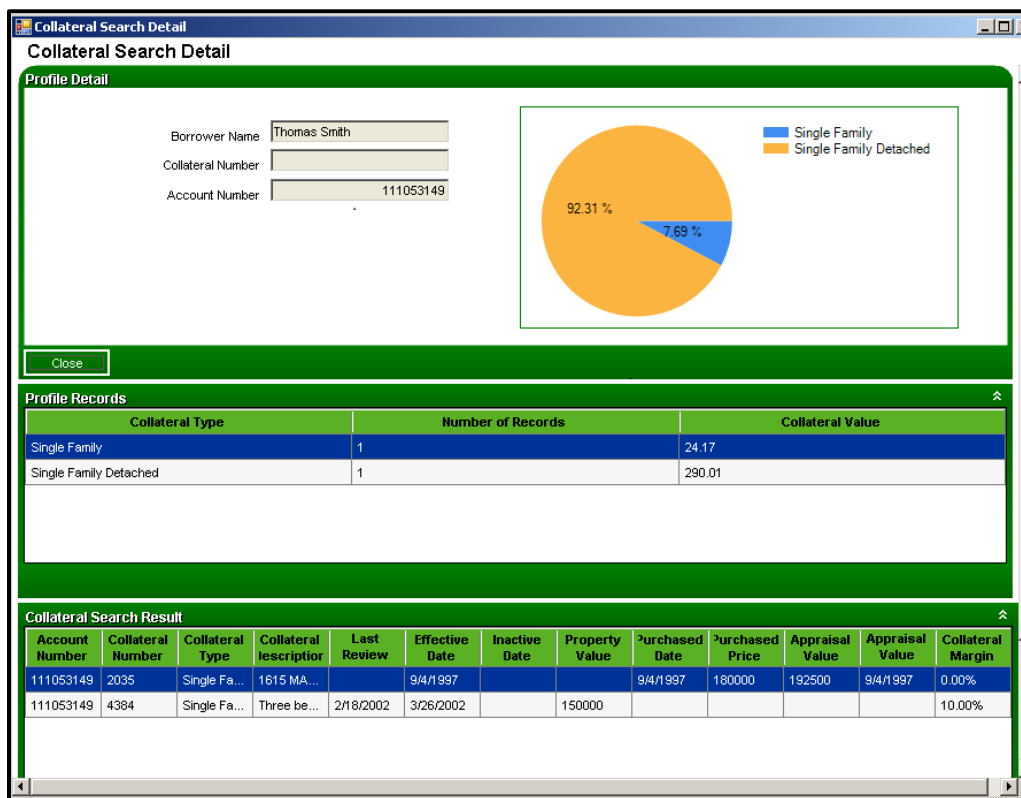 Collateral Search Detail
Collateral Search Detail
Profile Detail
Borrower Name Thomas Smith
Collateral Number
Account Number 111053149
Single Family
Single Family Detached
92.31 %
7.69 %
Close
Profile Records
Collateral Type Number of Records Collateral Value
Single Family 1 24.17
Single Family Detached 1 290.01
Collateral Search Result
Account Number Collateral Number Collateral Type Collateral Descriptior Last Review Effective Date Inactive Date Property Value Purchased Date Purchased Price Appraisal Value Appraisal Value Collateral Margin
111053149 2035 Single Fa... 1615 MA... 9/4/1997 9/4/1997 180000 192500 9/4/1997 0.00%
111053149 4384 Single Fa... Three be... 2/18/2002 3/26/2002 150000 10.00%